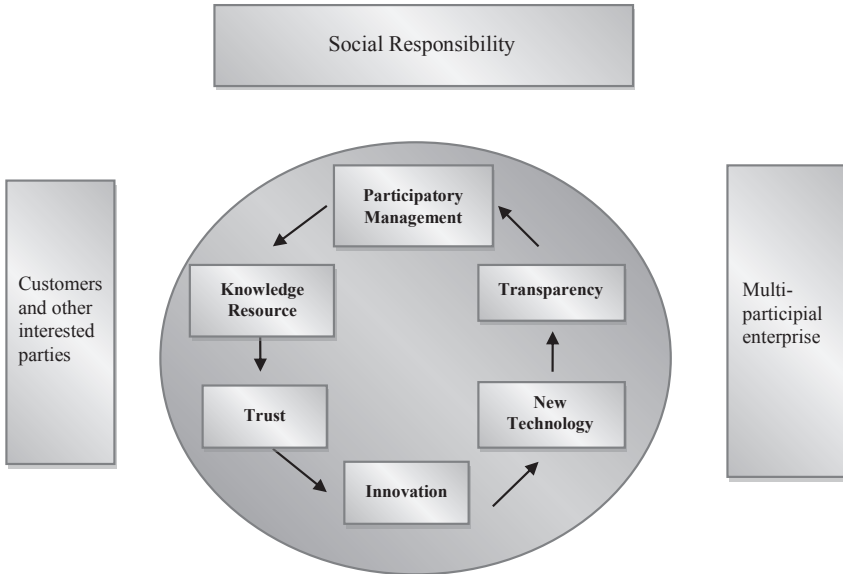 Social Responsibility
Participatory
Management
Customers
and other
interested
parties
Knowledge
Resource
Transparency
Multi-
participial
enterprise
Trust
New
Technology
Innovation